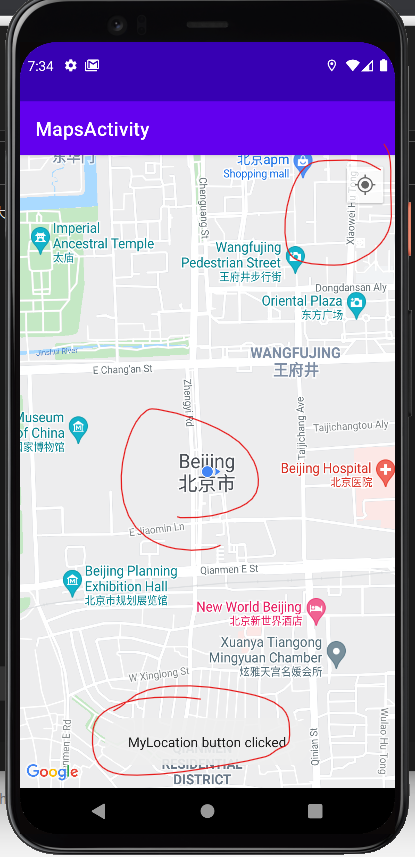 7:34
MapsActivity
东华门
北京apm
Shopping mall
Chenguang St
Xiaowei Hu Tong
Imperial
Ancestral Temple
太庙
Wangfujing
Pedestrian Street
王府井步行街
Dongdansan Aly
Oriental Plaza
东方广场
Jinshui River
WANGFUJING
王府井
E Chang'an St
Zhengyi Rd
Taijichang Ave
Museum
of China
国家博物馆
Taijichangtou Aly
Beijing
北京市
Beijing Hospital
北京医院
E Jiaomin Ln
Qianmen E St
Beijing Planning
Exhibition Hall
北京市规划展览馆
New World Beijing
北京新世界酒店
Xuanya Tiangong
Mingyuan Chamber
炫雅天宫名媛会所
W Xinglong St
nmen E Rd
Qinian St
Wulao Hu Tong
MyLocation button clicked
RESIDENTIAL
DISTRICT
Google